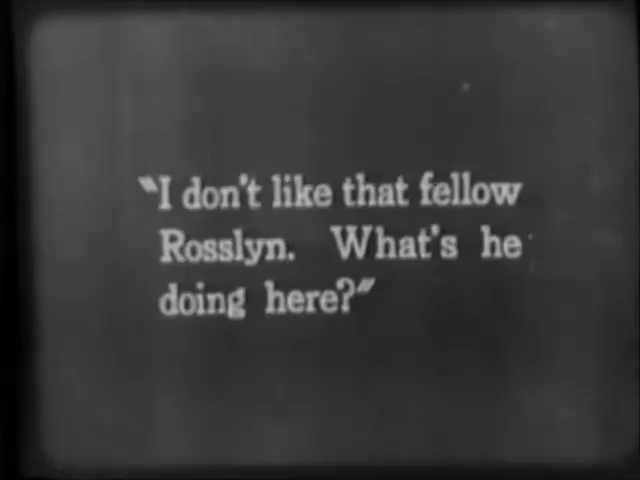 "I don't like that fellow
Rosslyn. What's he
doing here?"